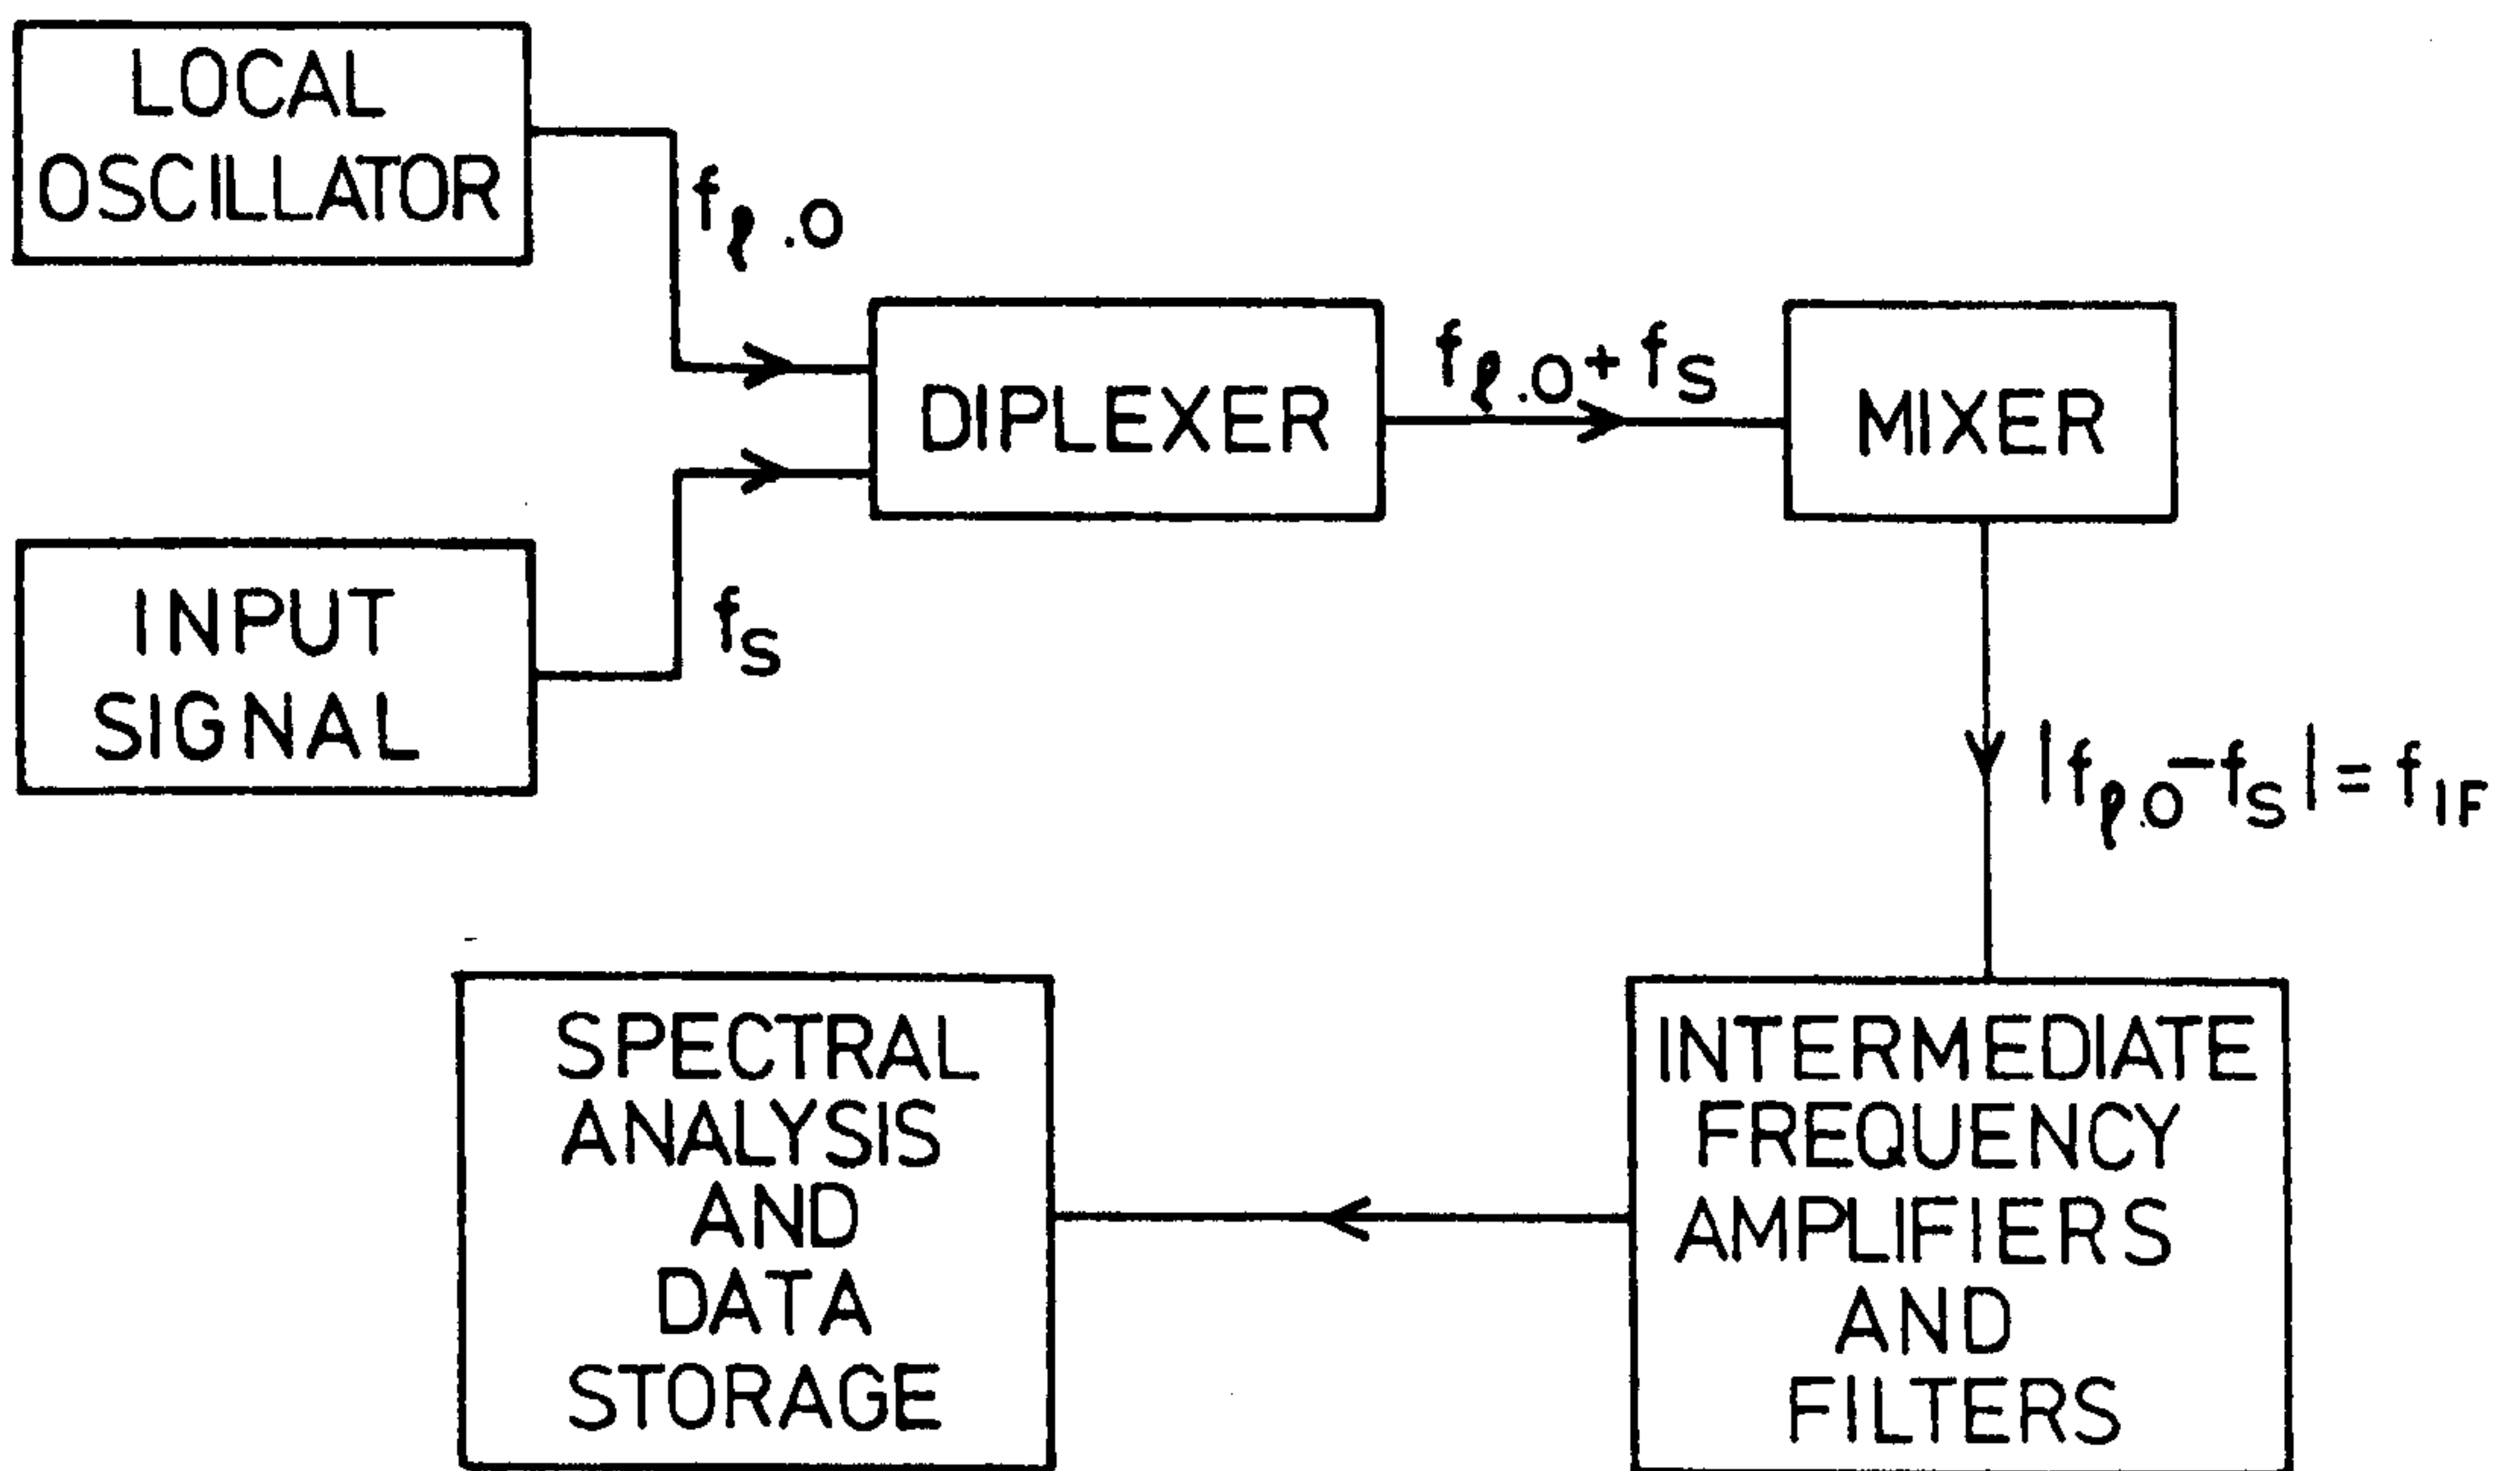 LOCAL
OSCILLATOR
fℓ.O
DIPLEXER
fℓ.O + fS
MIXER
INPUT
SIGNAL
fS
|fℓ.O - fS| = fIF
SPECTRAL
ANALYSIS
AND
DATA
STORAGE
INTERMEDIATE
FREQUENCY
AMPLIFIERS
AND
FILTERS